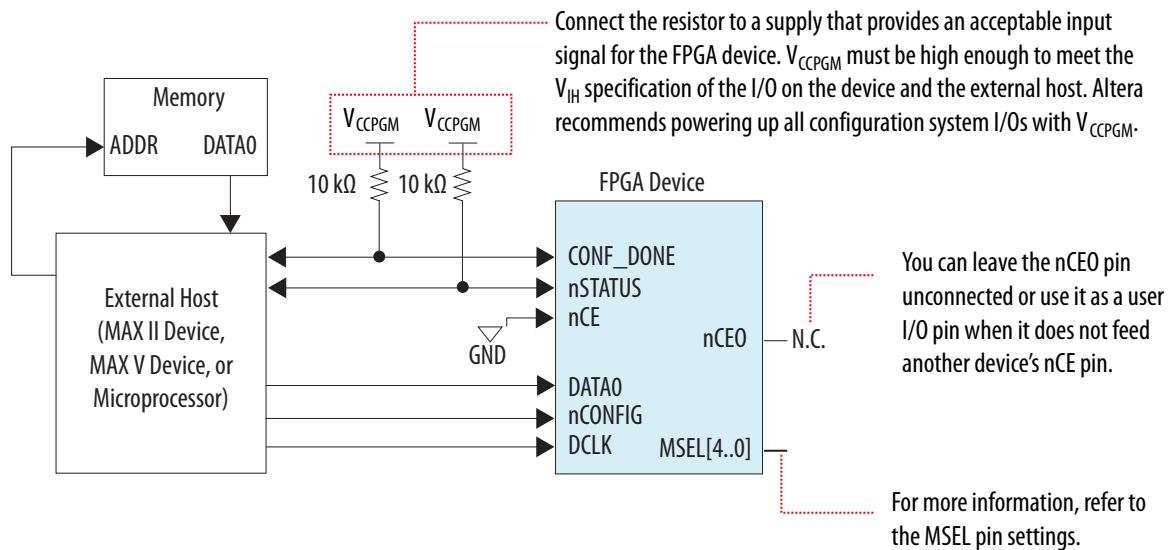 Connect the resistor to a supply that provides an acceptable input
signal for the FPGA device. VCCPGM must be high enough to meet the
VIH specification of the I/O on the device and the external host. Altera
recommends powering up all configuration system I/Os with VCCPGM.
Memory
ADDR DATA0
VCCPGM VCCPGM
10 kΩ 10 kΩ
FPGA Device
External Host
(MAX II Device,
MAX V Device, or
Microprocessor)
CONF_DONE
nSTATUS
nCE
GND
nCEO N.C.
DATA0
nCONFIG
DCLK MSEL[4..0]
You can leave the nCEO pin
unconnected or use it as a user
I/O pin when it does not feed
another device's nCE pin.
For more information, refer to
the MSEL pin settings.